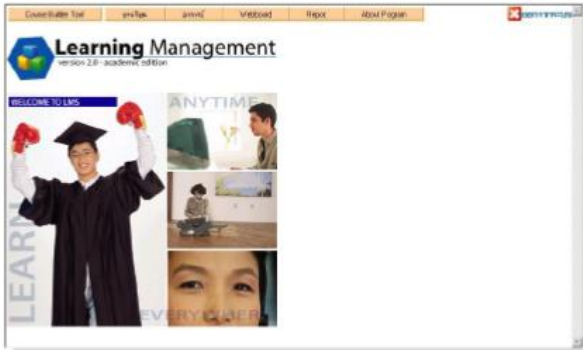 Course Builder Tool
Webboard
Report
About Program
Learning Management
version 2.0 - academic edition
WELCOME TO LMS
ANYTIME
LEARN
EVERYWHERE